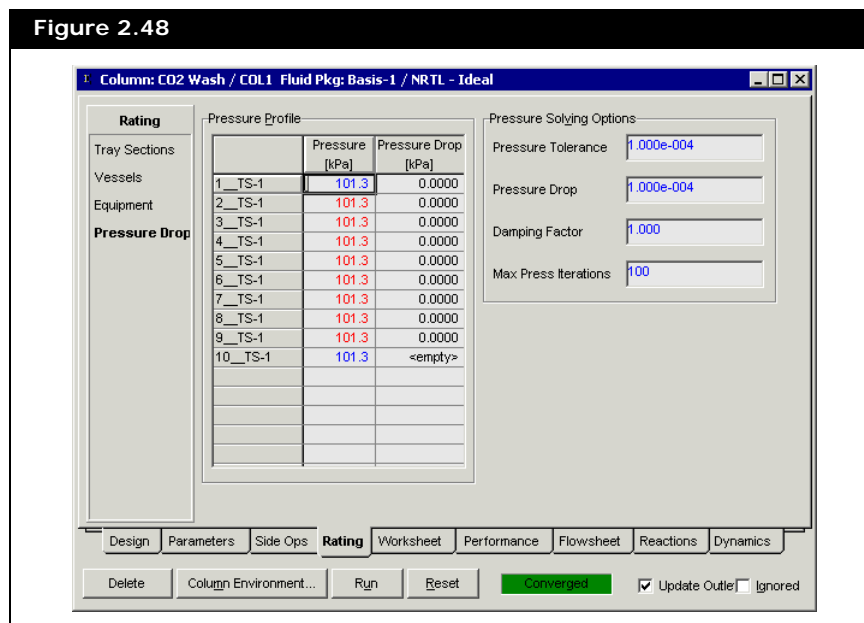 Figure 2.48
Column: CO2 Wash / COL1 Fluid Pkg: Basis-1 / NRTL - Ideal
Rating
Tray Sections
Vessels
Equipment
Pressure Drop
Pressure Profile
Pressure [kPa] Pressure Drop [kPa]
1__TS-1 101.3 0.0000
2__TS-1 101.3 0.0000
3__TS-1 101.3 0.0000
4__TS-1 101.3 0.0000
5__TS-1 101.3 0.0000
6__TS-1 101.3 0.0000
7__TS-1 101.3 0.0000
8__TS-1 101.3 0.0000
9__TS-1 101.3 0.0000
10__TS-1 101.3 <empty>
Pressure Solving Options
Pressure Tolerance 1.000e-004
Pressure Drop 1.000e-004
Damping Factor 1.000
Max Press Iterations 100
Design Parameters Side Ops Rating Worksheet Performance Flowsheet Reactions Dynamics
Delete Column Environment... Run Reset Converged Update Outlet Ignored